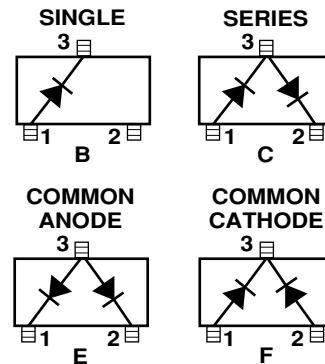 SINGLE
3
1 2
B
SERIES
3
1 2
C
COMMON
ANODE
3
1 2
E
COMMON
CATHODE
3
1 2
F